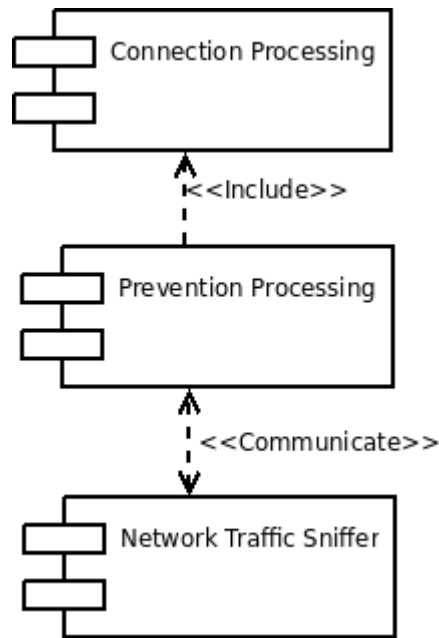 Connection Processing
<<Include>>
Prevention Processing
<<Communicate>>
Network Traffic Sniffer